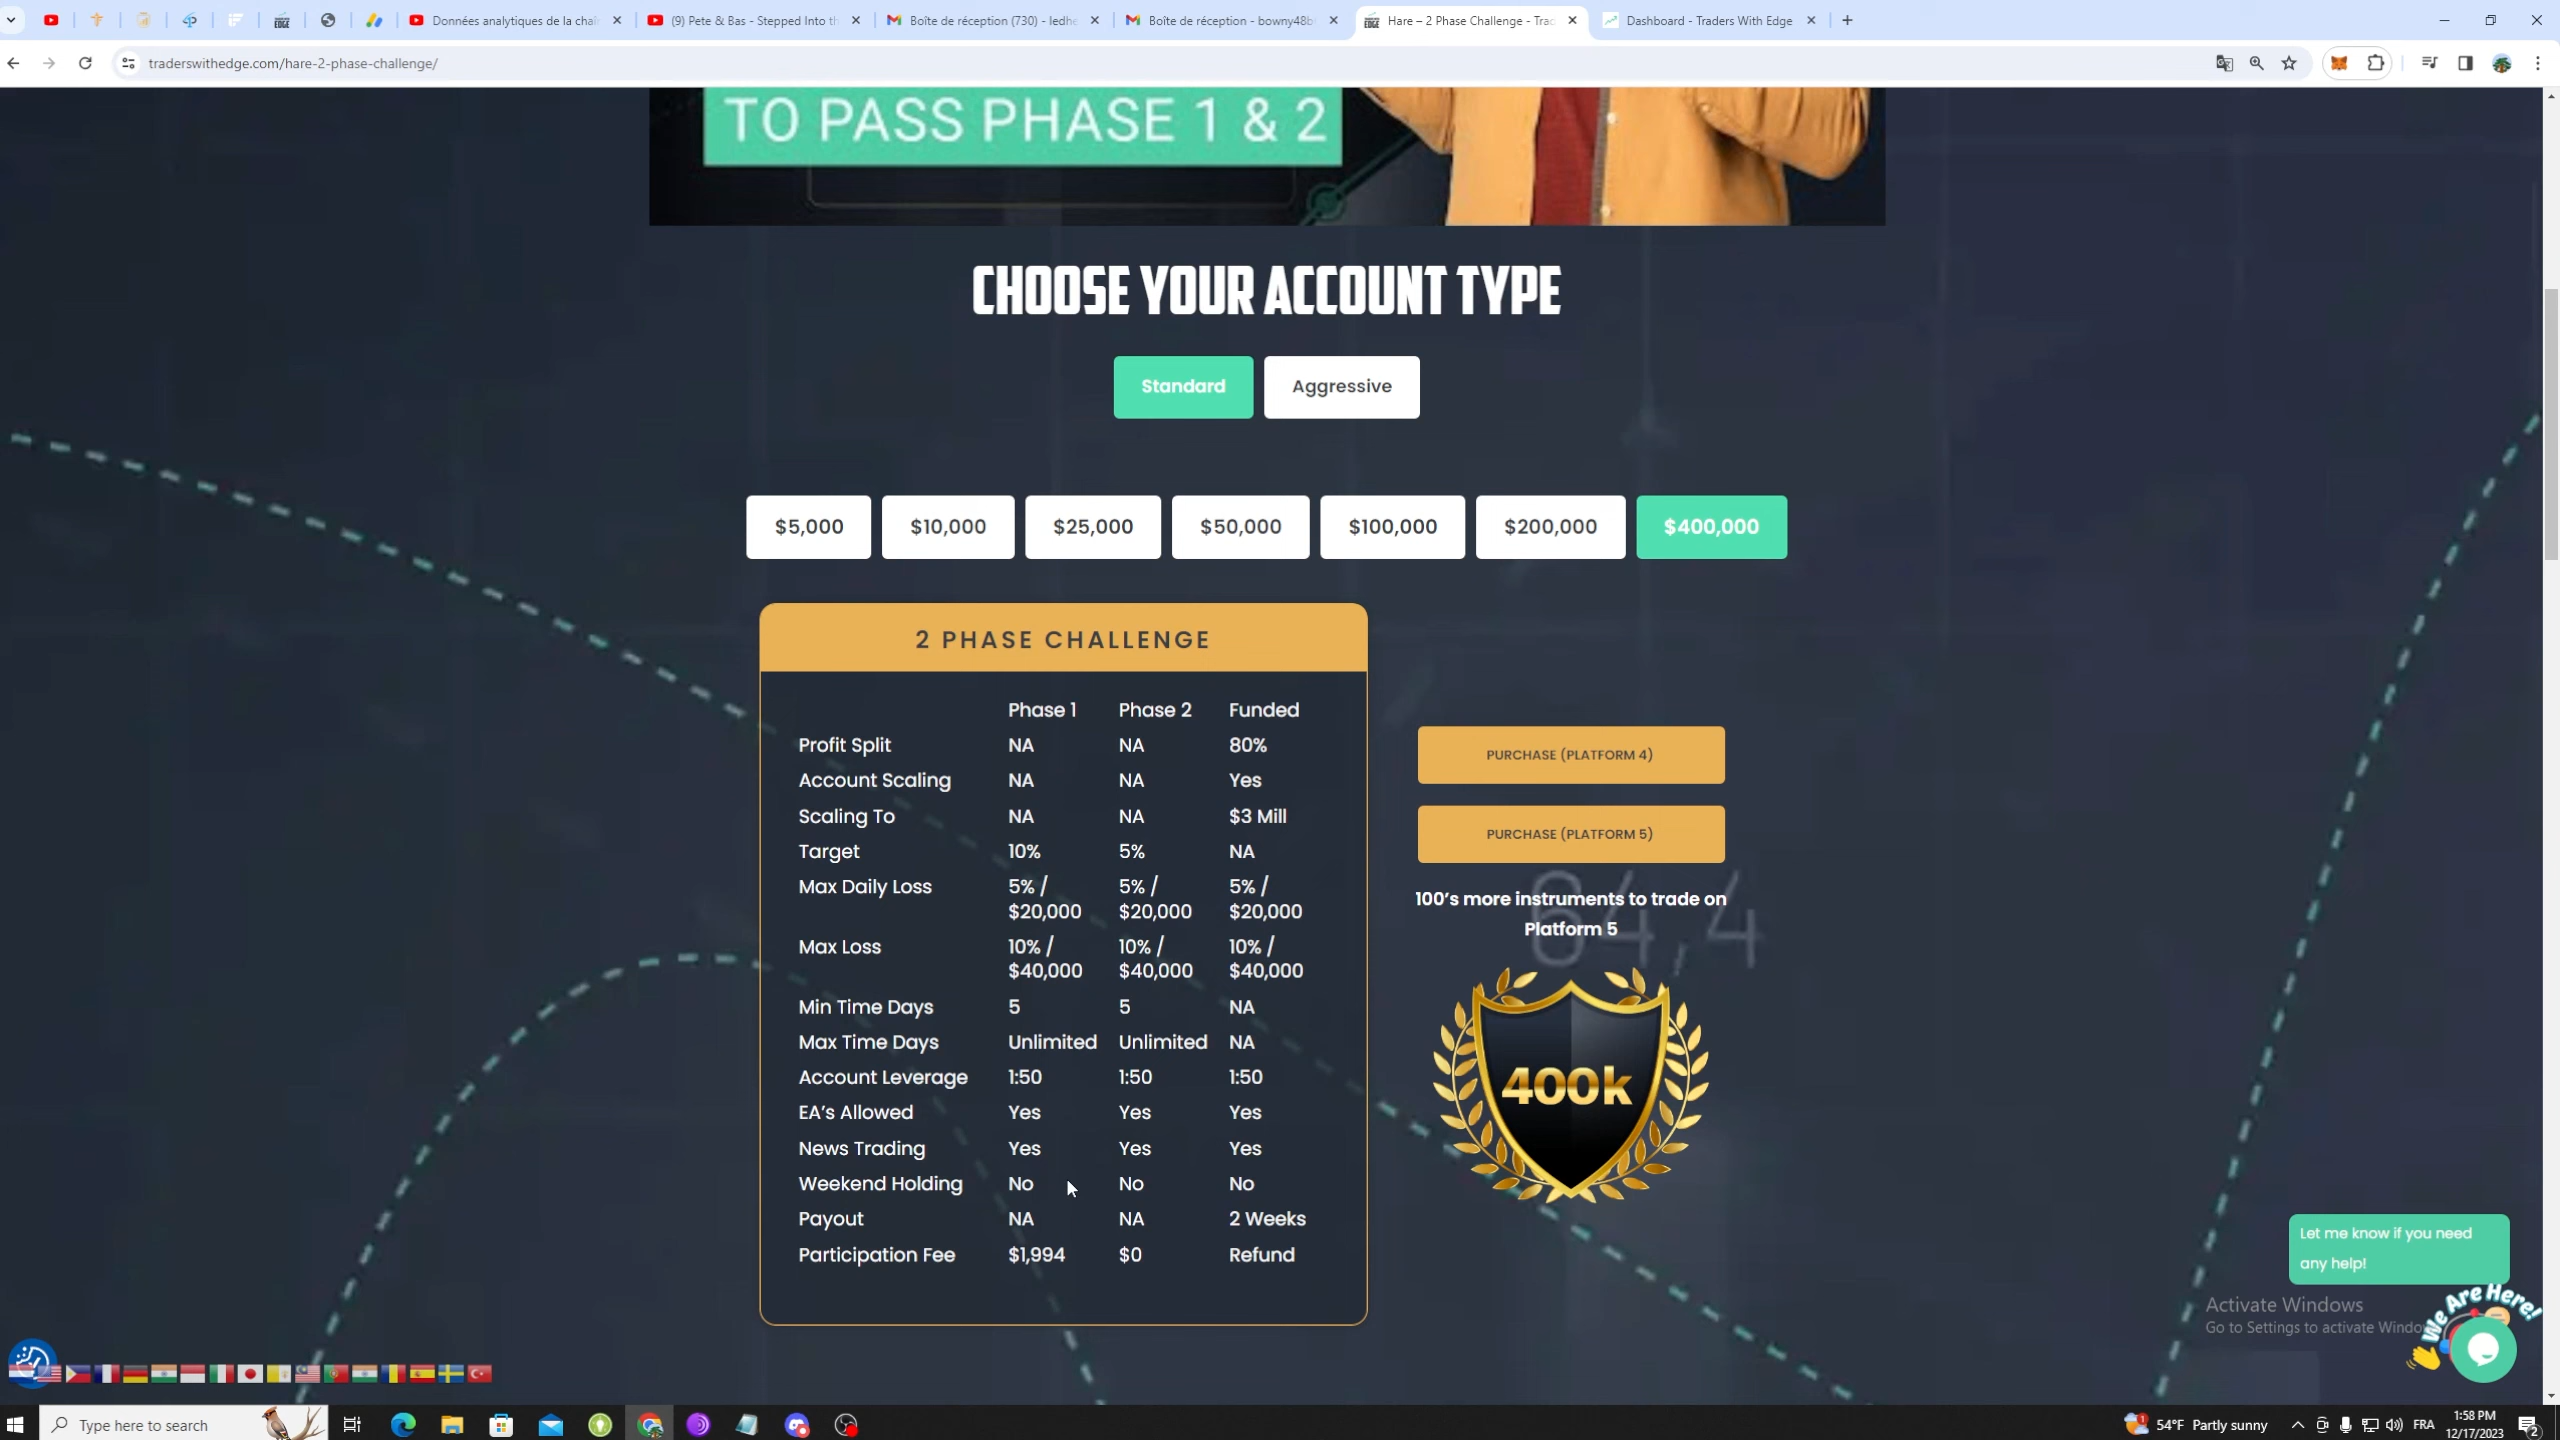 Données analytiques de la chaî
(9) Pete & Bas - Stepped Into th
Boîte de réception (730) - ledhe
Boîte de réception - bowny48b
Hare – 2 Phase Challenge - Trad
Dashboard - Traders With Edge
traderswithedge.com/hare-2-phase-challenge/
TO PASS PHASE 1 & 2
CHOOSE YOUR ACCOUNT TYPE
Standard Aggressive
$5,000 $10,000 $25,000 $50,000 $100,000 $200,000 $400,000
2 PHASE CHALLENGE
Phase 1 Phase 2 Funded
Profit Split NA NA 80%
Account Scaling NA NA Yes
Scaling To NA NA $3 Mill
Target 10% 5% NA
Max Daily Loss 5% / $20,000 5% / $20,000 5% / $20,000
Max Loss 10% / $40,000 10% / $40,000 10% / $40,000
Min Time Days 5 5 NA
Max Time Days Unlimited Unlimited NA
Account Leverage 1:50 1:50 1:50
EA's Allowed Yes Yes Yes
News Trading Yes Yes Yes
Weekend Holding No No No
Payout NA NA 2 Weeks
Participation Fee $1,994 $0 Refund
PURCHASE (PLATFORM 4)
PURCHASE (PLATFORM 5)
100's more instruments to trade on
Platform 5
64,4
400k
Let me know if you need
any help!
We Are Here!
Activate Windows
Go to Settings to activate Windo
Type here to search
54°F Partly sunny
FRA
1:58 PM
12/17/2023
2